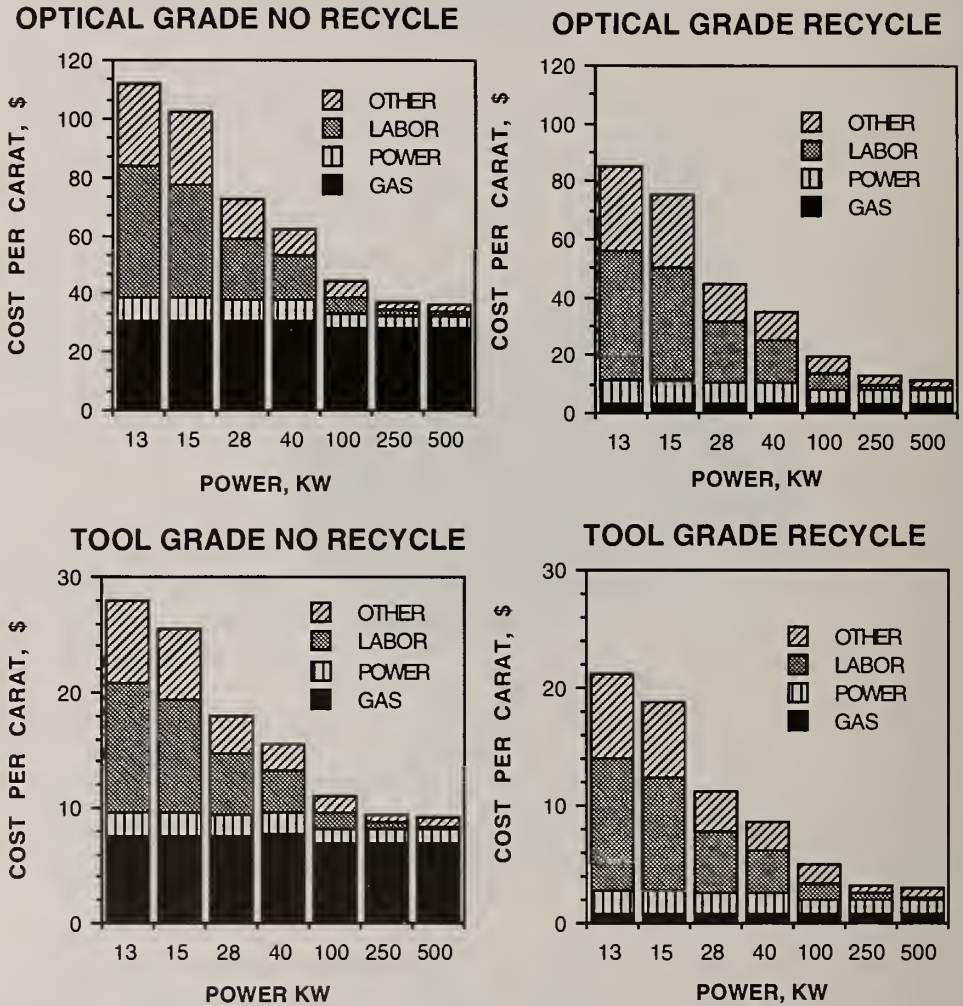 OPTICAL GRADE NO RECYCLE
COST PER CARAT, $
120
100
80
60
40
20
0
OTHER
LABOR
POWER
GAS
13 15 28 40 100 250 500
POWER, KW
OPTICAL GRADE RECYCLE
COST PER CARAT, $
120
100
80
60
40
20
0
OTHER
LABOR
POWER
GAS
13 15 28 40 100 250 500
POWER, KW
TOOL GRADE NO RECYCLE
COST PER CARAT, $
30
20
10
0
OTHER
LABOR
POWER
GAS
13 15 28 40 100 250 500
POWER KW
TOOL GRADE RECYCLE
COST PER CARAT, $
30
20
10
0
OTHER
LABOR
POWER
GAS
13 15 28 40 100 250 500
POWER, KW